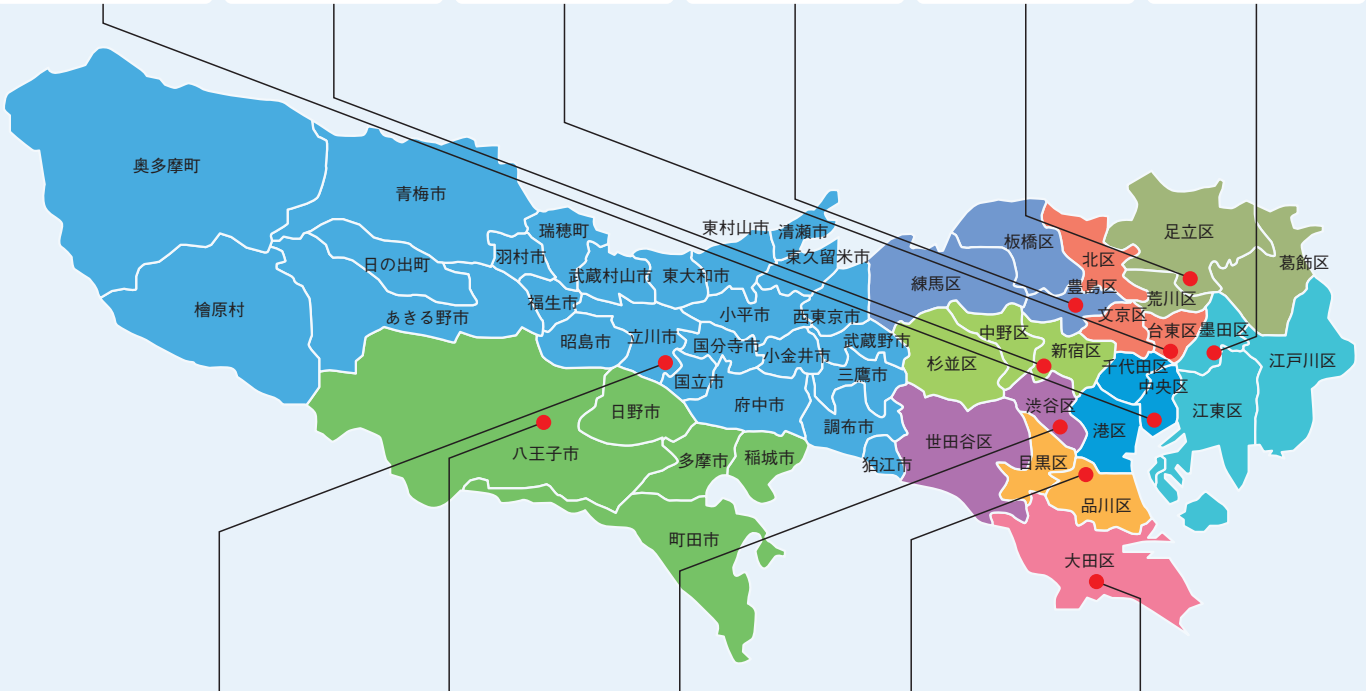 奥多摩町
青梅市
瑞穂町
東村山市
清瀬市
羽村市
日の出町
武蔵村山市
東大和市
東久留米市
檜原村
あきる野市
福生市
昭島市
立川市
小平市
西東京市
国分寺市
小金井市
武蔵野市
国立市
三鷹市
日野市
府中市
調布市
八王子市
多摩市
稲城市
狛江市
町田市
板橋区
北区
足立区
葛飾区
練馬区
豊島区
荒川区
文京区
台東区
墨田区
中野区
新宿区
杉並区
千代田区
中央区
江戸川区
渋谷区
港区
江東区
世田谷区
目黒区
品川区
大田区